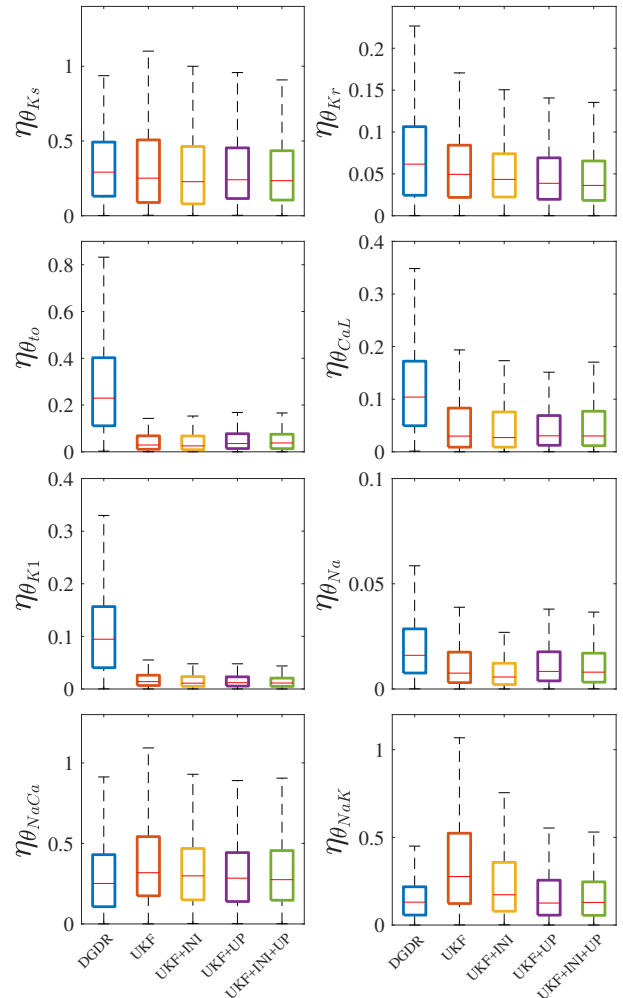 η_{θ_{Ks}}
1
0.5
0
η_{θ_{Kr}}
0.2
0.15
0.1
0.05
0
η_{θ_{to}}
0.8
0.6
0.4
0.2
0
η_{θ_{CaL}}
0.4
0.3
0.2
0.1
0
η_{θ_{K1}}
0.4
0.3
0.2
0.1
0
η_{θ_{Na}}
0.1
0.05
0
η_{θ_{NaCa}}
1
0.5
0
DGDR
UKF
UKF+INI
UKF+UP
UKF+INI+UP
η_{θ_{NaK}}
1
0.5
0
DGDR
UKF
UKF+INI
UKF+UP
UKF+INI+UP